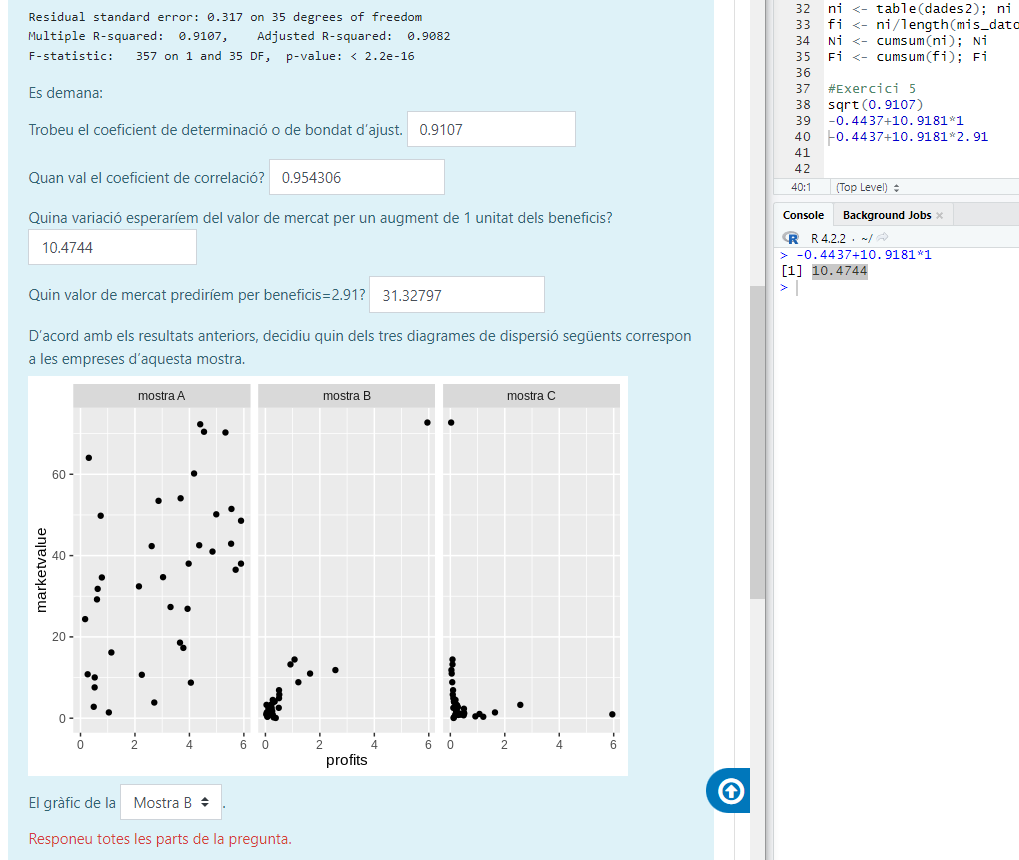 Residual standard error: 0.317 on 35 degrees of freedom
Multiple R-squared: 0.9107, Adjusted R-squared: 0.9082
F-statistic: 357 on 1 and 35 DF, p-value: < 2.2e-16
Es demana:
Trobeu el coeficient de determinació o de bondat d'ajust. 0.9107
Quan val el coeficient de correlació? 0.954306
Quina variació esperaríem del valor de mercat per un augment de 1 unitat dels beneficis?
10.4744
Quin valor de mercat prediríem per beneficis=2.91? 31.32797
D'acord amb els resultats anteriors, decidiu quin dels tres diagrames de dispersió següents correspon
a les empreses d'aquesta mostra.
mostra A mostra B mostra C
marketvalue
60
40
20
0
0 2 4 6 0 2 4 6 0 2 4 6
profits
El gràfic de la Mostra B .
Responeu totes les parts de la pregunta.
32 ni <- table(dades2); ni
33 fi <- ni/length(mis_dato
34 Ni <- cumsum(ni); Ni
35 Fi <- cumsum(fi); Fi
36
37 #Exercici 5
38 sqrt(0.9107)
39 -0.4437+10.9181*1
40 -0.4437+10.9181*2.91
41
42
40:1 (Top Level)
Console Background Jobs ×
R R 4.2.2 · ~/
> -0.4437+10.9181*1
[1] 10.4744
>